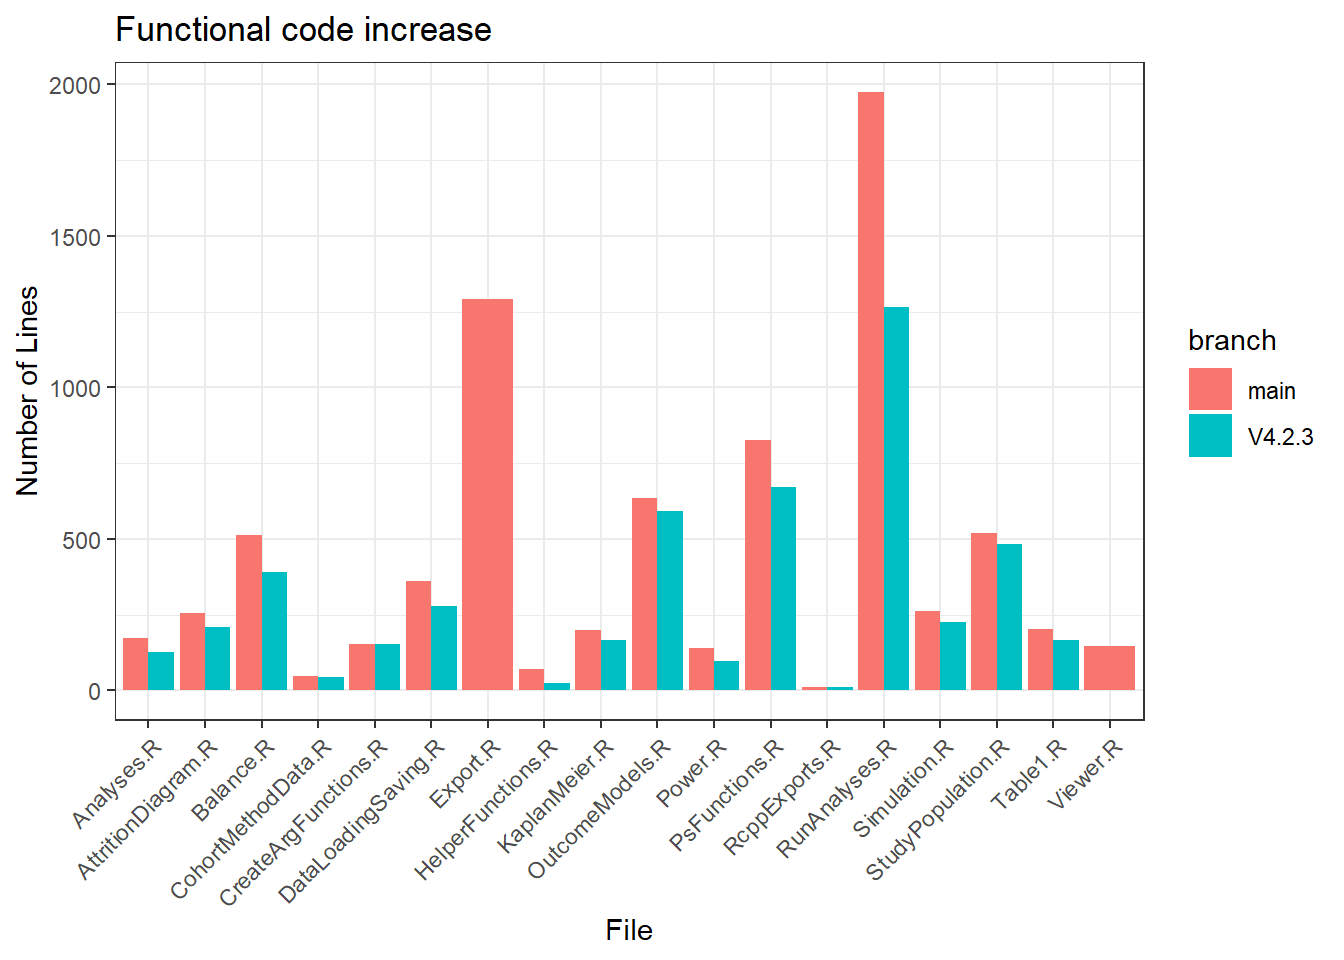 Functional code increase
2000
1500
1000
500
0
Number of Lines
Analyses.R
AttritionDiagram.R
Balance.R
CohortMethodData.R
CreateArgFunctions.R
DataLoadingSaving.R
Export.R
HelperFunctions.R
KaplanMeier.R
OutcomeModels.R
Power.R
PsFunctions.R
RcppExports.R
RunAnalyses.R
Simulation.R
StudyPopulation.R
Table1.R
Viewer.R
File
branch
main
V4.2.3